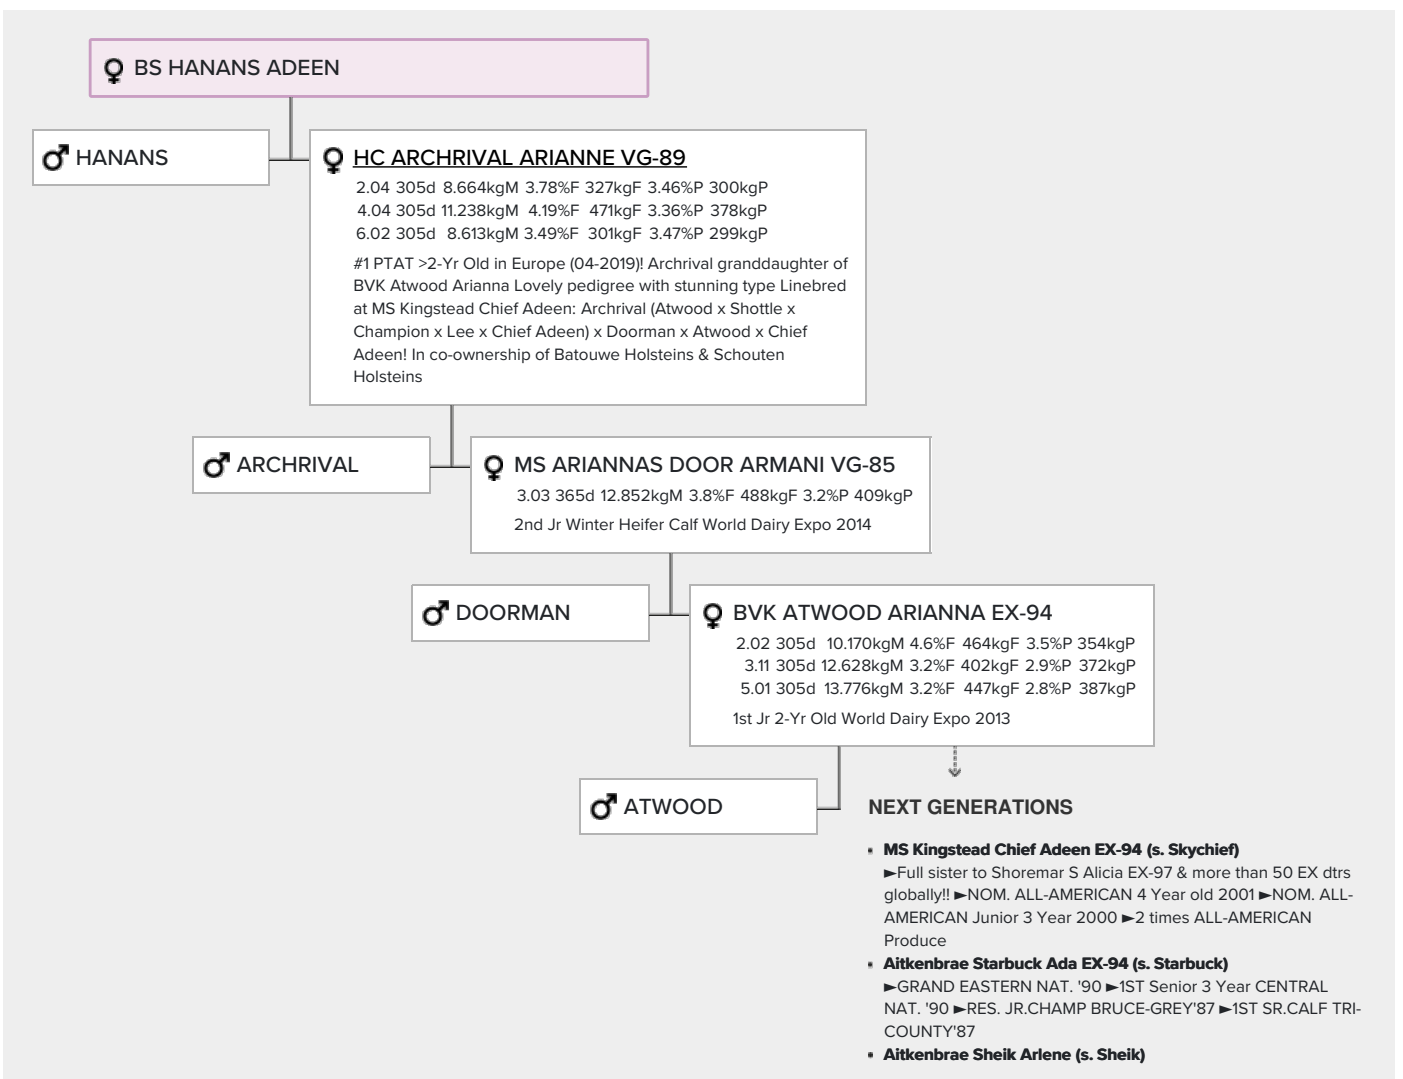 BS HANANS ADEEN
HANANS
HC ARCHRIVAL ARIANNE VG-89
2.04 305d 8.664kgM 3.78%F 327kgF 3.46%P 300kgP
4.04 305d 11.238kgM 4.19%F 471kgF 3.36%P 378kgP
6.02 305d 8.613kgM 3.49%F 301kgF 3.47%P 299kgP
#1 PTAT >2-Yr Old in Europe (04-2019)! Archrival granddaughter of
BVK Atwood Arianna Lovely pedigree with stunning type Linebred
at MS Kingstead Chief Adeen: Archrival (Atwood x Shottle x
Champion x Lee x Chief Adeen) x Doorman x Atwood x Chief
Adeen! In co-ownership of Batouwe Holsteins & Schouten
Holsteins
ARCHRIVAL
MS ARIANNAS DOOR ARMANI VG-85
3.03 365d 12.852kgM 3.8%F 488kgF 3.2%P 409kgP
2nd Jr Winter Heifer Calf World Dairy Expo 2014
DOORMAN
BVK ATWOOD ARIANNA EX-94
2.02 305d 10.170kgM 4.6%F 464kgF 3.5%P 354kgP
3.11 305d 12.628kgM 3.2%F 402kgF 2.9%P 372kgP
5.01 305d 13.776kgM 3.2%F 447kgF 2.8%P 387kgP
1st Jr 2-Yr Old World Dairy Expo 2013
ATWOOD
NEXT GENERATIONS
▪ MS Kingstead Chief Adeen EX-94 (s. Skychief)
►Full sister to Shoremar S Alicia EX-97 & more than 50 EX dtrs
globally!! ►NOM. ALL-AMERICAN 4 Year old 2001 ►NOM. ALL-
AMERICAN Junior 3 Year 2000 ►2 times ALL-AMERICAN
Produce
▪ Aitkenbrae Starbuck Ada EX-94 (s. Starbuck)
►GRAND EASTERN NAT. '90 ►1ST Senior 3 Year CENTRAL
NAT. '90 ►RES. JR.CHAMP BRUCE-GREY'87 ►1ST SR.CALF TRI-
COUNTY'87
▪ Aitkenbrae Sheik Arlene (s. Sheik)